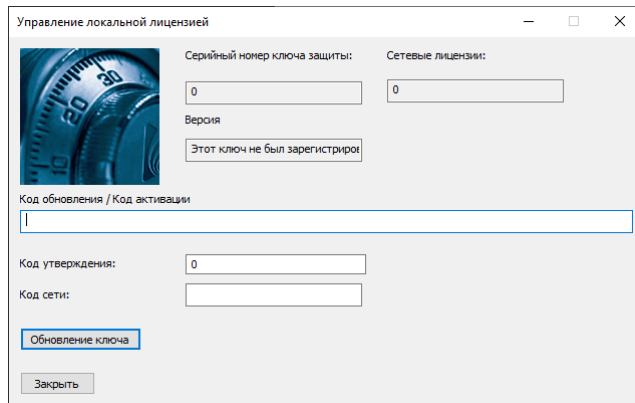 Управление локальной лицензией
Серийный номер ключа защиты:
Сетевые лицензии:
0
0
Версия
Этот ключ не был зарегистриров
Код обновления / Код активации
Код утверждения:
0
Код сети:
Обновление ключа
Закрыть